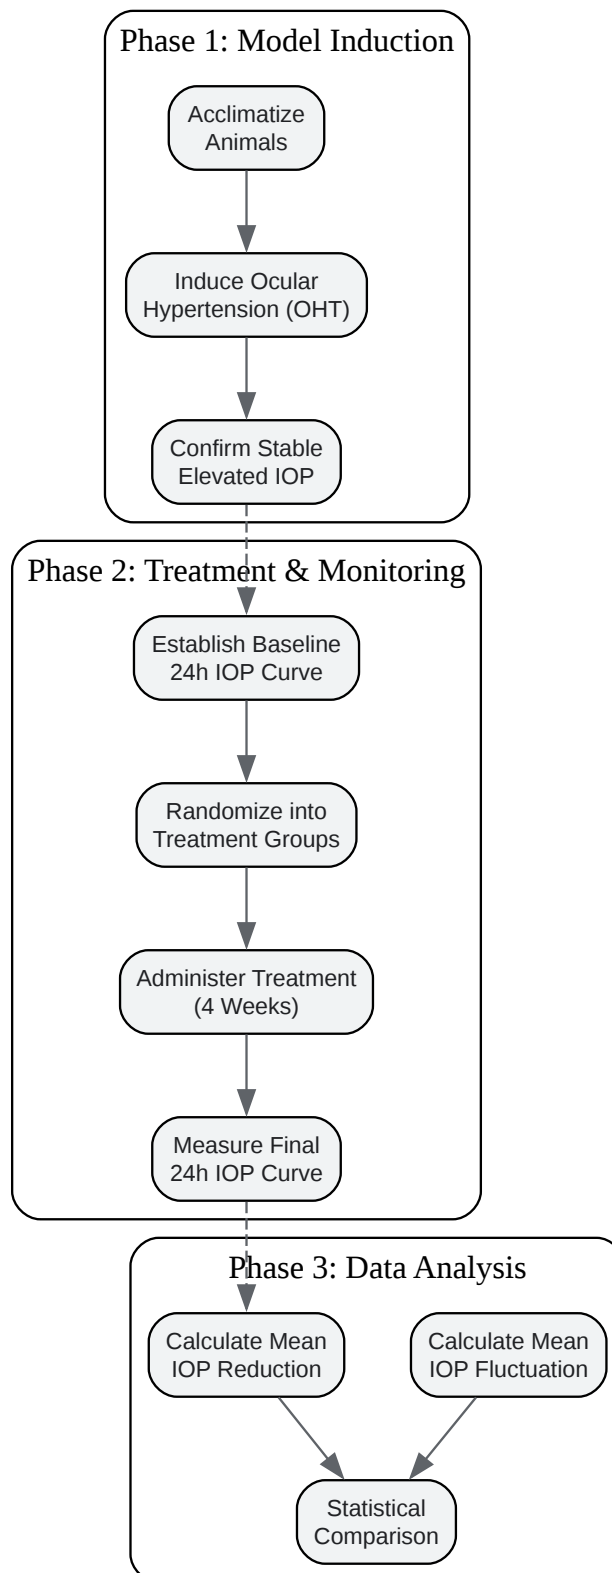 Phase 1: Model Induction
Acclimatize
Animals
Induce Ocular
Hypertension (OHT)
Confirm Stable
Elevated IOP
Phase 2: Treatment & Monitoring
Establish Baseline
24h IOP Curve
Randomize into
Treatment Groups
Administer Treatment
(4 Weeks)
Measure Final
24h IOP Curve
Phase 3: Data Analysis
Calculate Mean
IOP Reduction
Calculate Mean
IOP Fluctuation
Statistical
Comparison